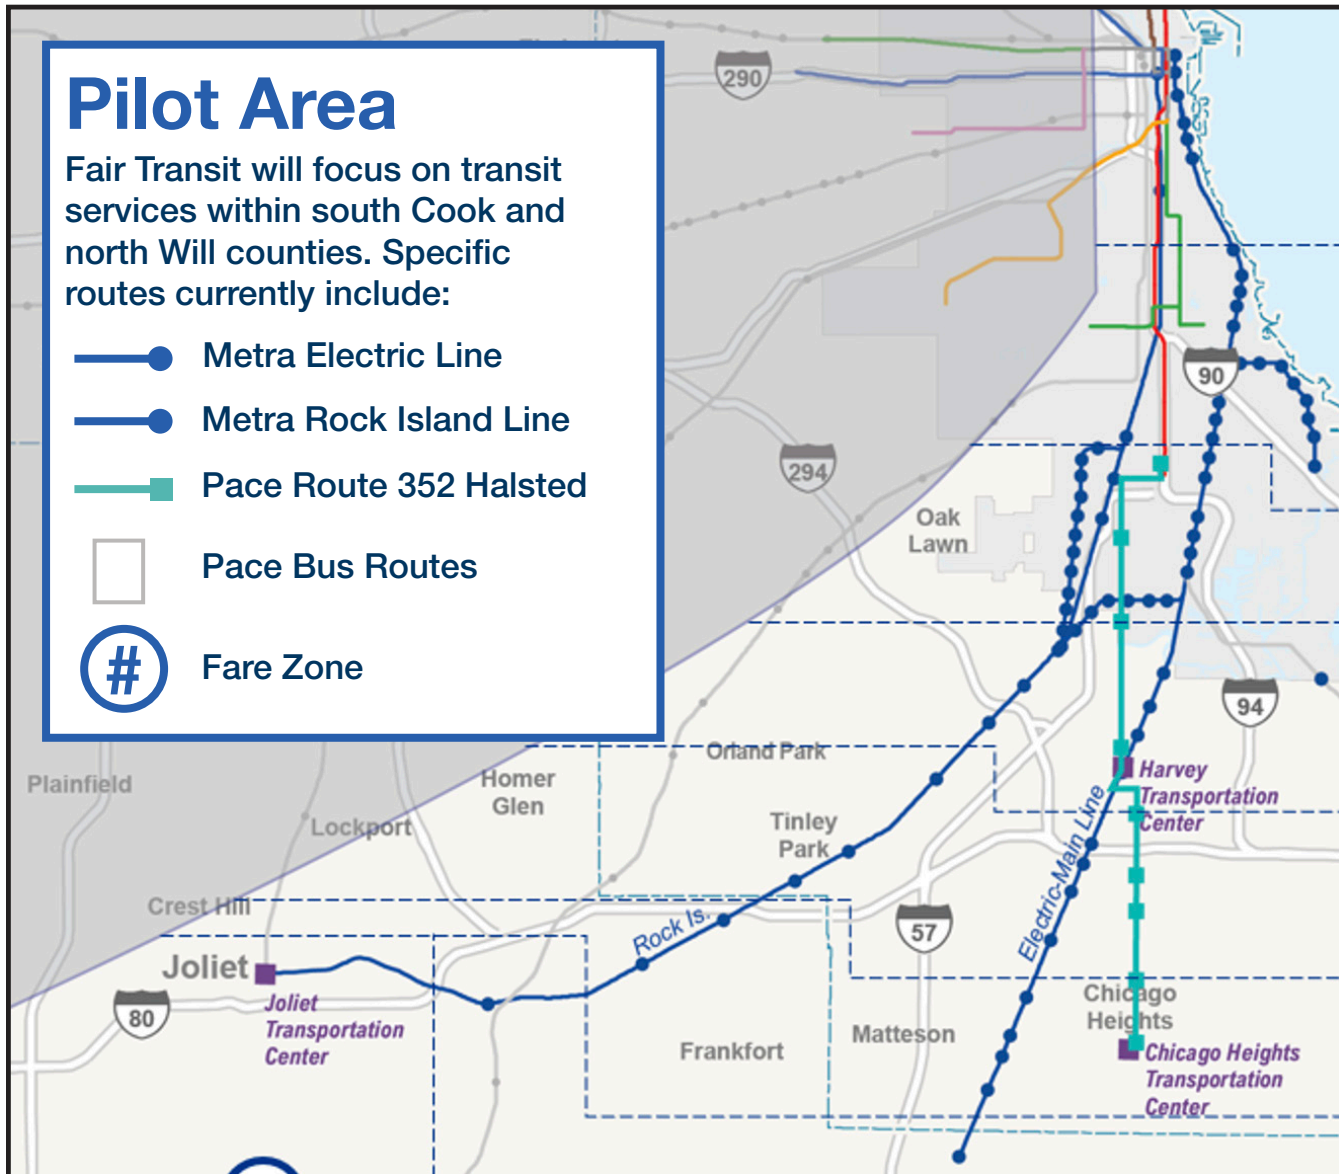 Pilot Area
Fair Transit will focus on transit
services within south Cook and
north Will counties. Specific
routes currently include:
Metra Electric Line
Metra Rock Island Line
Pace Route 352 Halsted
Pace Bus Routes
#
Fare Zone
290
90
294
Oak
Lawn
94
Orland Park
Harvey
Transportation
Center
Plainfield
Homer
Glen
Lockport
Tinley
Park
Electric-Main Line
Crest Hill
Rock Is.
57
Joliet
Joliet
Transportation
Center
80
Chicago
Heights
Matteson
Frankfort
Chicago Heights
Transportation
Center